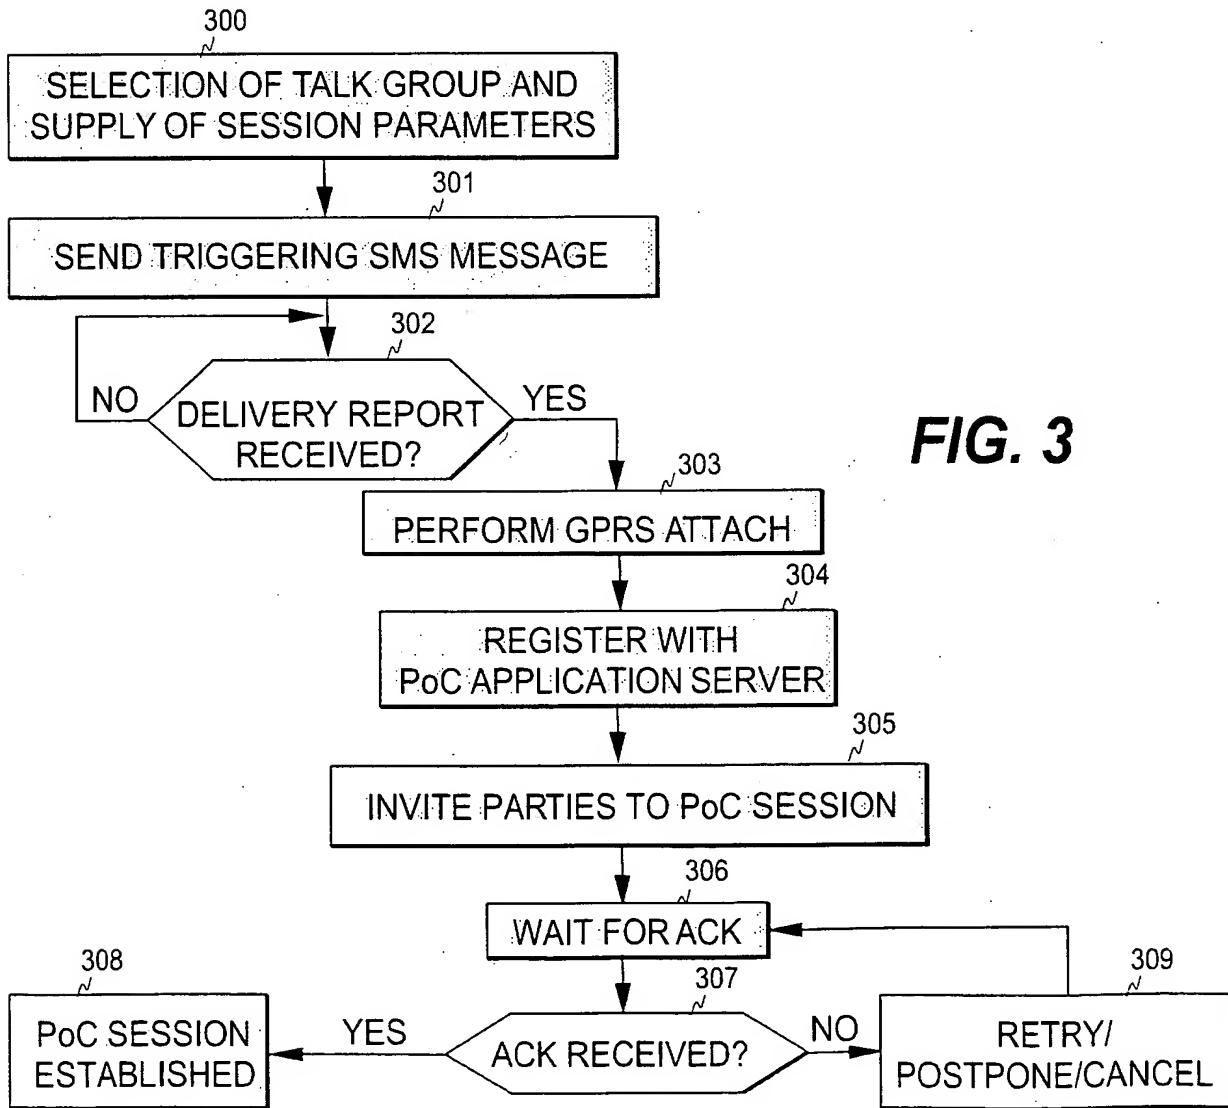 300
SELECTION OF TALK GROUP AND
SUPPLY OF SESSION PARAMETERS
301
SEND TRIGGERING SMS MESSAGE
302
NO
DELIVERY REPORT
RECEIVED?
YES
FIG. 3
303
PERFORM GPRS ATTACH
304
REGISTER WITH
PoC APPLICATION SERVER
305
INVITE PARTIES TO PoC SESSION
306
WAIT FOR ACK
307
ACK RECEIVED?
YES
NO
308
PoC SESSION
ESTABLISHED
309
RETRY/
POSTPONE/CANCEL